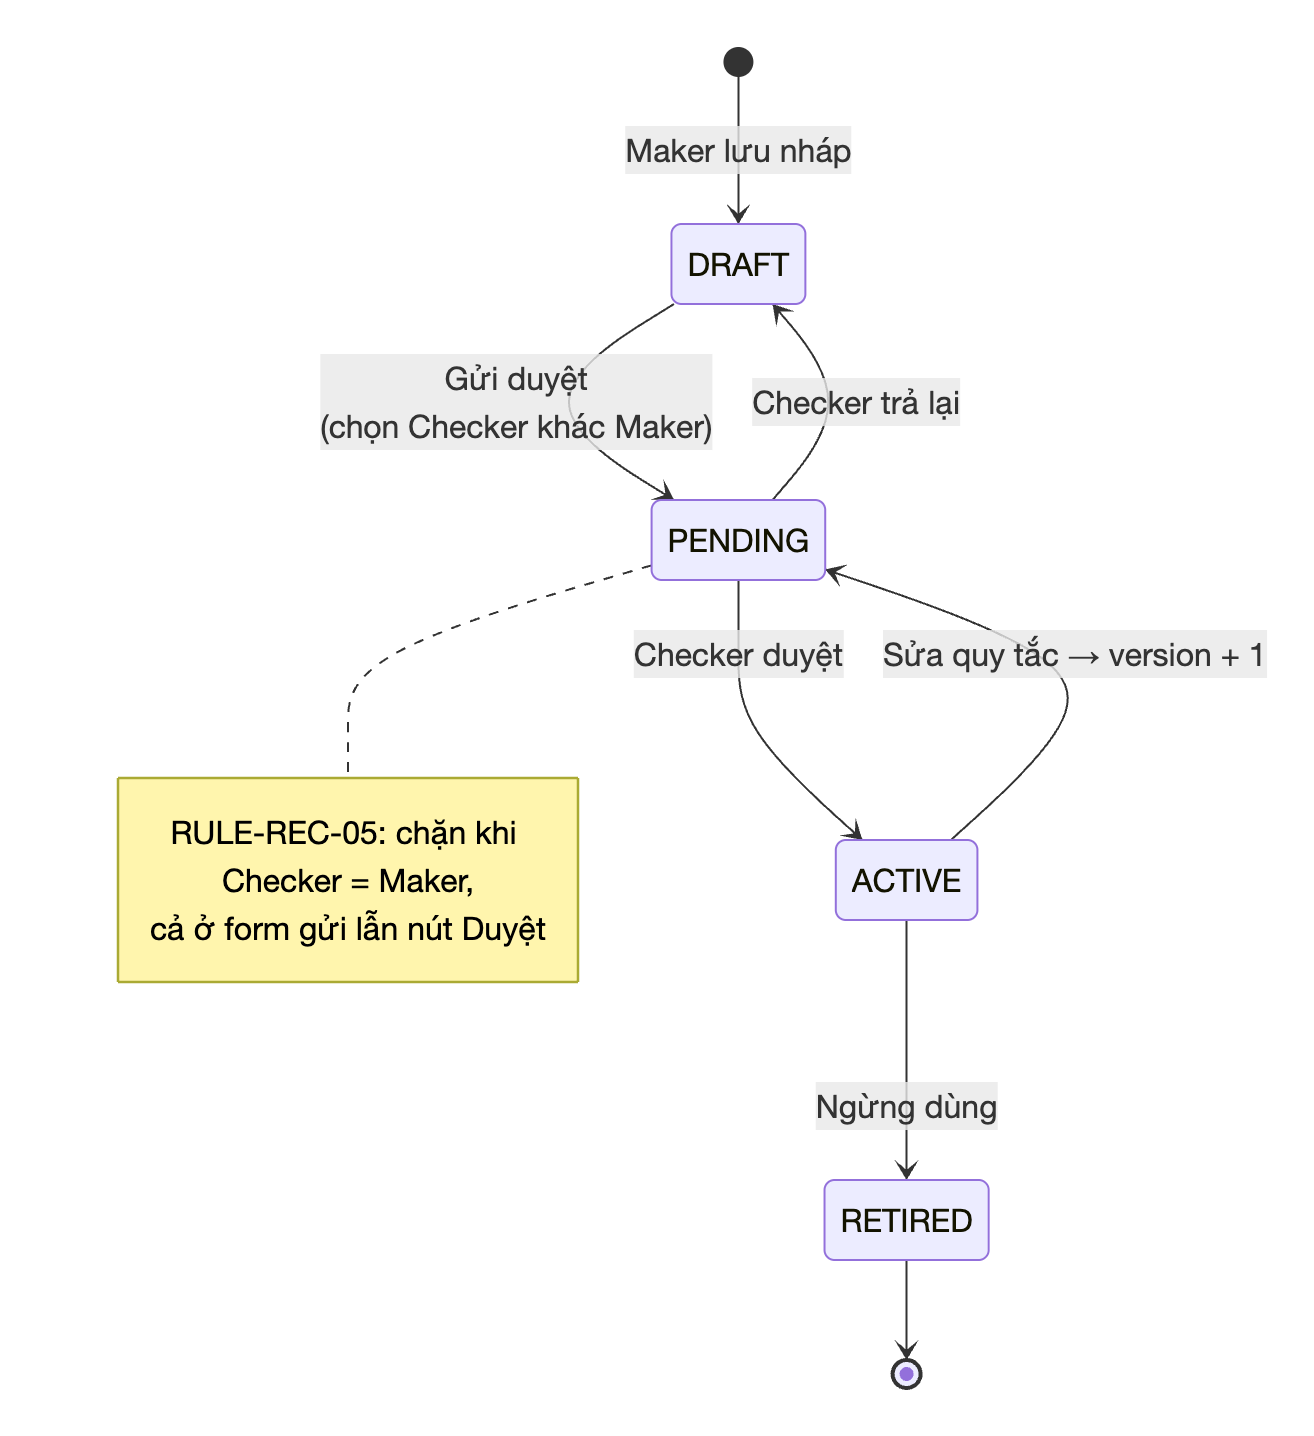 Maker lưu nháp
DRAFT
Gửi duyệt
(chọn Checker khác Maker)
Checker trả lại
PENDING
Checker duyệt
Sửa quy tắc → version + 1
RULE-REC-05: chặn khi
Checker = Maker,
cả ở form gửi lẫn nút Duyệt
ACTIVE
Ngừng dùng
RETIRED